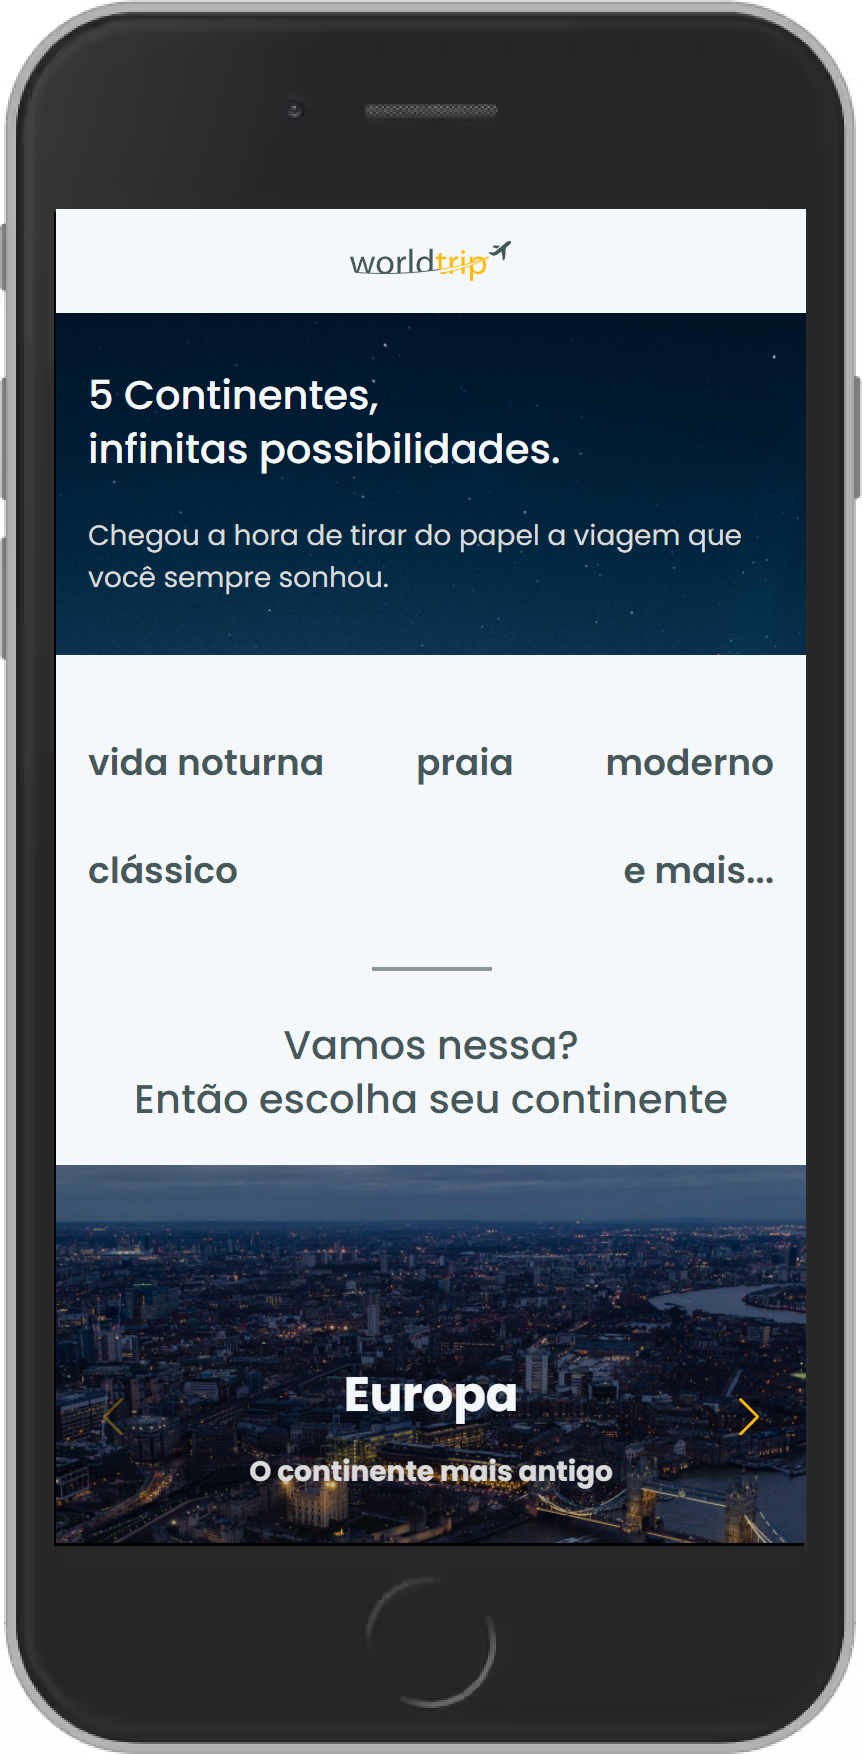 worldtrip
5 Continentes,
infinitas possibilidades.
Chegou a hora de tirar do papel a viagem que
você sempre sonhou.
vida noturna praia moderno
clássico e mais...
Vamos nessa?
Então escolha seu continente
Europa
O continente mais antigo